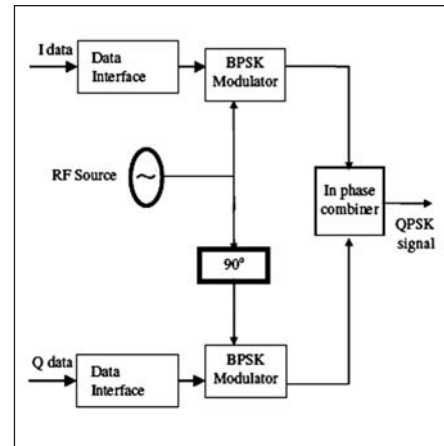 I data
Data
Interface
BPSK
Modulator
RF Source
~
In phase
combiner
QPSK
signal
90°
Q data
Data
Interface
BPSK
Modulator